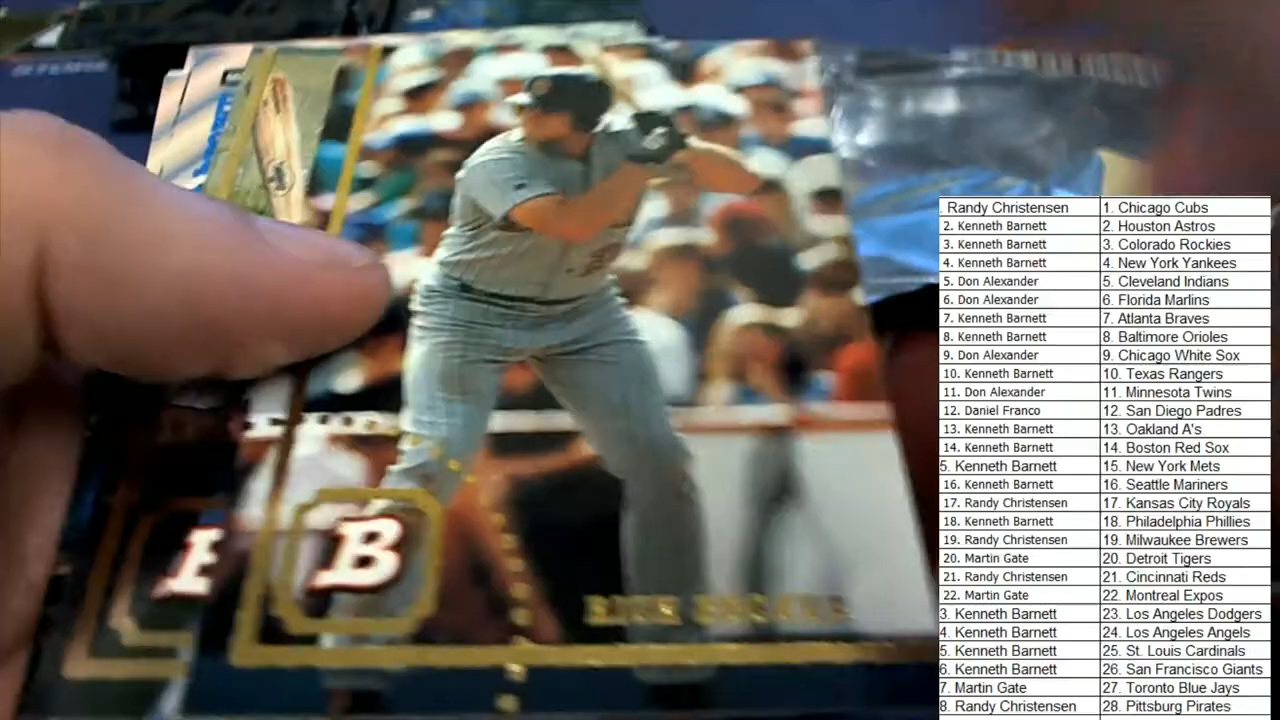 B
. Randy Christensen 1. Chicago Cubs
2. Kenneth Barnett 2. Houston Astros
3. Kenneth Barnett 3. Colorado Rockies
4. Kenneth Barnett 4. New York Yankees
5. Don Alexander 5. Cleveland Indians
6. Don Alexander 6. Florida Marlins
7. Kenneth Barnett 7. Atlanta Braves
8. Kenneth Barnett 8. Baltimore Orioles
9. Don Alexander 9. Chicago White Sox
10. Kenneth Barnett 10. Texas Rangers
11. Don Alexander 11. Minnesota Twins
12. Daniel Franco 12. San Diego Padres
13. Kenneth Barnett 13. Oakland A's
14. Kenneth Barnett 14. Boston Red Sox
5. Kenneth Barnett 15. New York Mets
16. Kenneth Barnett 16. Seattle Mariners
17. Randy Christensen 17. Kansas City Royals
18. Kenneth Barnett 18. Philadelphia Phillies
19. Randy Christensen 19. Milwaukee Brewers
20. Martin Gate 20. Detroit Tigers
21. Randy Christensen 21. Cincinnati Reds
22. Martin Gate 22. Montreal Expos
3. Kenneth Barnett 23. Los Angeles Dodgers
4. Kenneth Barnett 24. Los Angeles Angels
5. Kenneth Barnett 25. St. Louis Cardinals
6. Kenneth Barnett 26. San Francisco Giants
7. Martin Gate 27. Toronto Blue Jays
8. Randy Christensen 28. Pittsburg Pirates